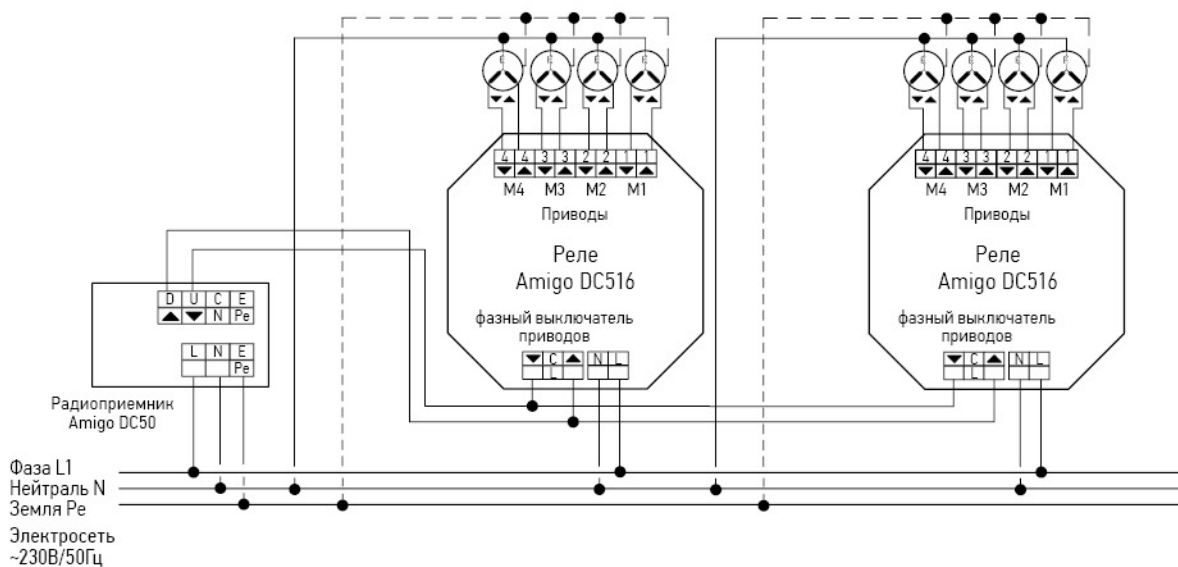 4 4 3 3 2 2 1 1
M4 M3 M2 M1
Приводы
Реле
Amigo DC516
фазный выключатель
приводов
C N L
L
4 4 3 3 2 2 1 1
M4 M3 M2 M1
Приводы
Реле
Amigo DC516
фазный выключатель
приводов
C N L
L
D U C E
N Pe
L N E
Pe
Радиоприемник
Amigo DC50
Фаза L1
Нейтраль N
Земля Pe
Электросеть
~230В/50Гц